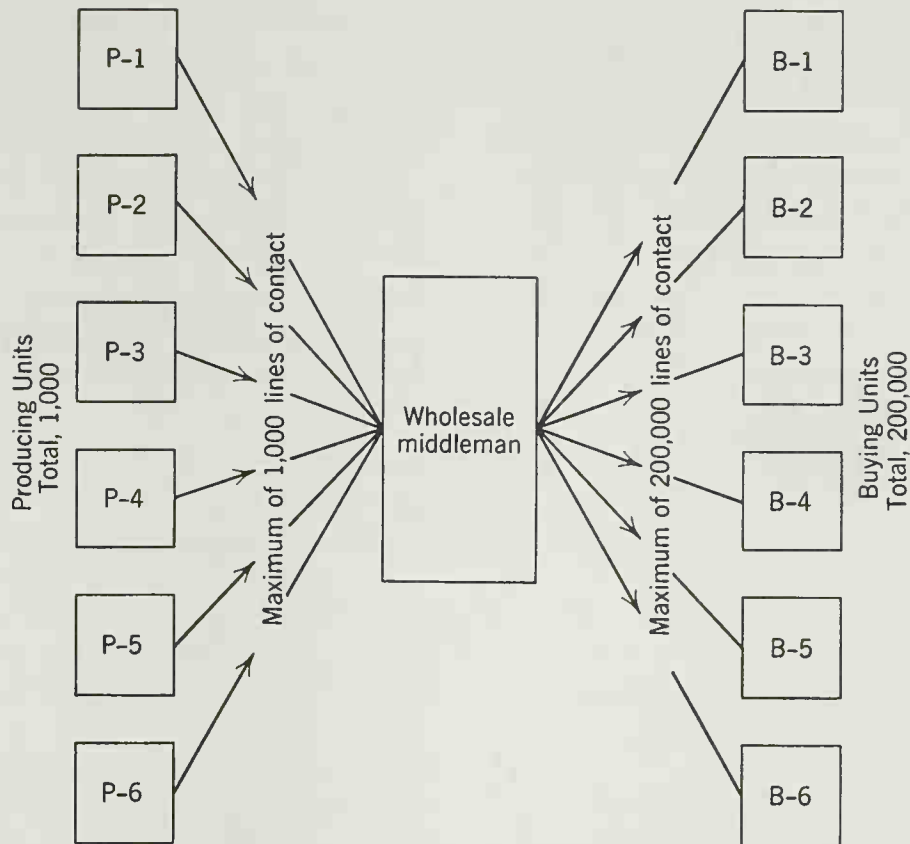 Producing Units
Total, 1,000
P-1
P-2
P-3
P-4
P-5
P-6
Maximum of 1,000 lines of contact
Wholesale
middleman
Maximum of 200,000 lines of contact
B-1
B-2
B-3
B-4
B-5
B-6
Buying Units
Total, 200,000